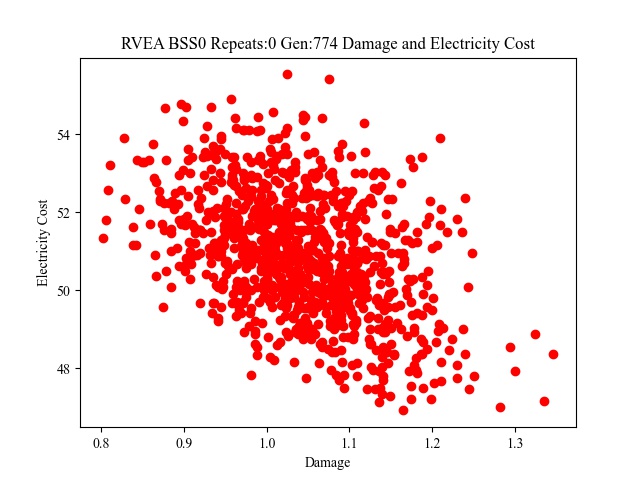 RVEA BSS0 Repeats:0 Gen:774 Damage and Electricity Cost
54
52
50
48
Electricity Cost
0.8 0.9 1.0 1.1 1.2 1.3
Damage